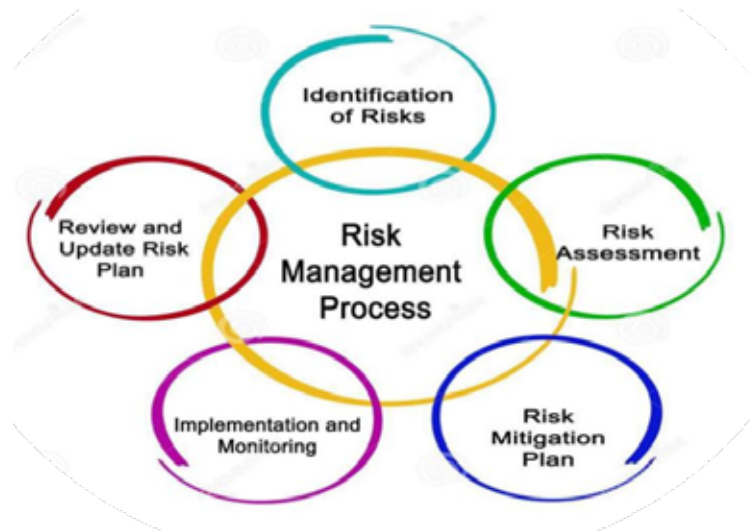 Identification
of Risks
Risk
Assessment
Risk
Mitigation
Plan
Implementation and
Monitoring
Review and
Update Risk
Plan
Risk
Management
Process